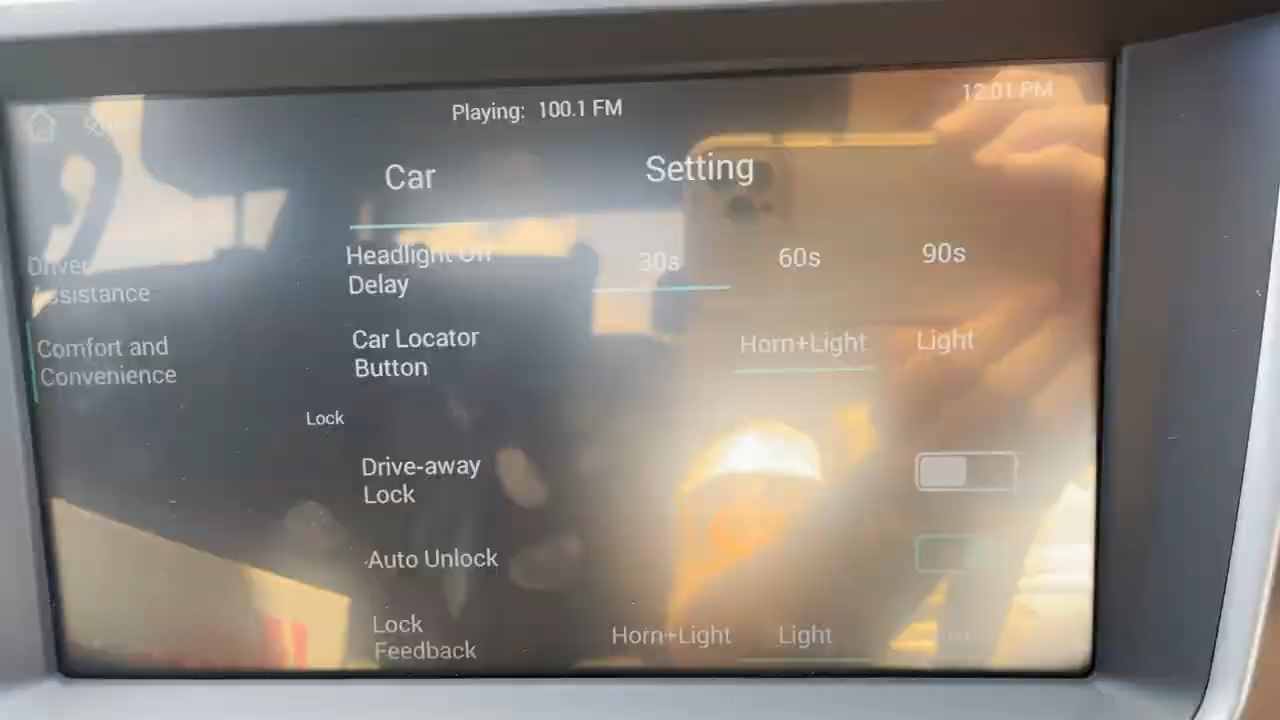 Playing: 100.1 FM
12:01 PM
Car
Setting
Driver
Assistance
Comfort and
Convenience
Headlight Off
Delay
30s
60s
90s
Car Locator
Button
Horn+Light
Light
Lock
Drive-away
Lock
Auto Unlock
Lock
Feedback
Horn+Light
Light